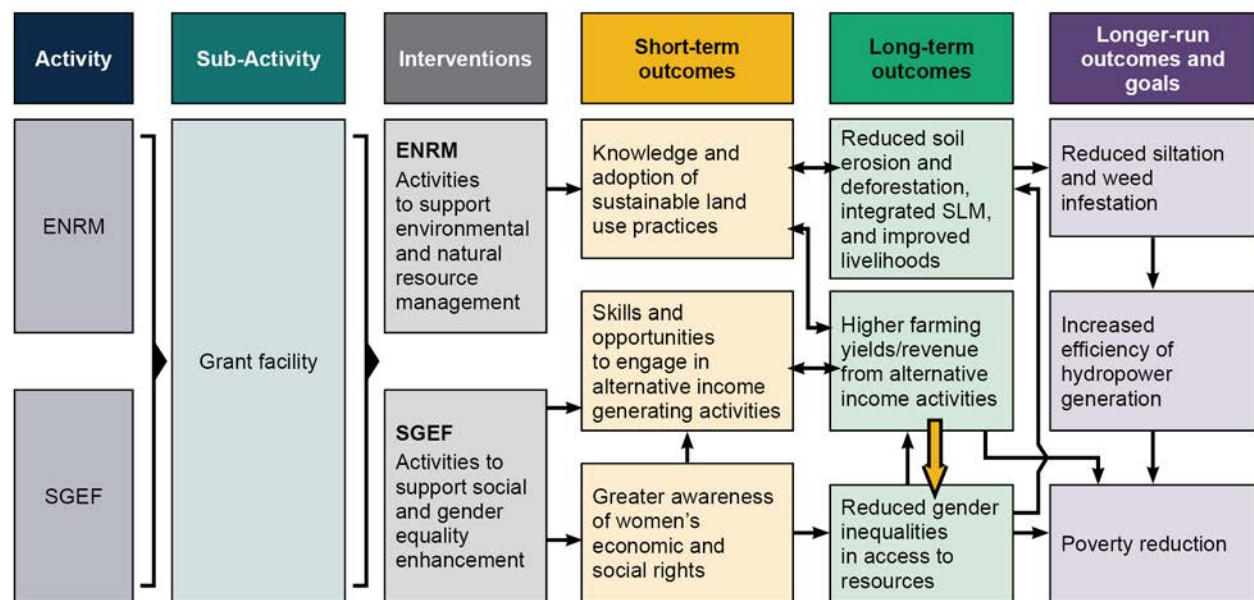 Activity
Sub-Activity
Interventions
Short-term
outcomes
Long-term
outcomes
Longer-run
outcomes and
goals
ENRM
SGEF
Grant facility
ENRM
Activities
to support
environmental
and natural
resource
management
SGEF
Activities to
support social
and gender
equality
enhancement
Knowledge and
adoption of
sustainable land
use practices
Skills and
opportunities
to engage in
alternative income
generating activities
Greater awareness
of women’s
economic and
social rights
Reduced soil
erosion and
deforestation,
integrated SLM,
and improved
livelihoods
Higher farming
yields/revenue
from alternative
income activities
Reduced gender
inequalities
in access to
resources
Reduced siltation
and weed
infestation
Increased
efficiency of
hydropower
generation
Poverty reduction